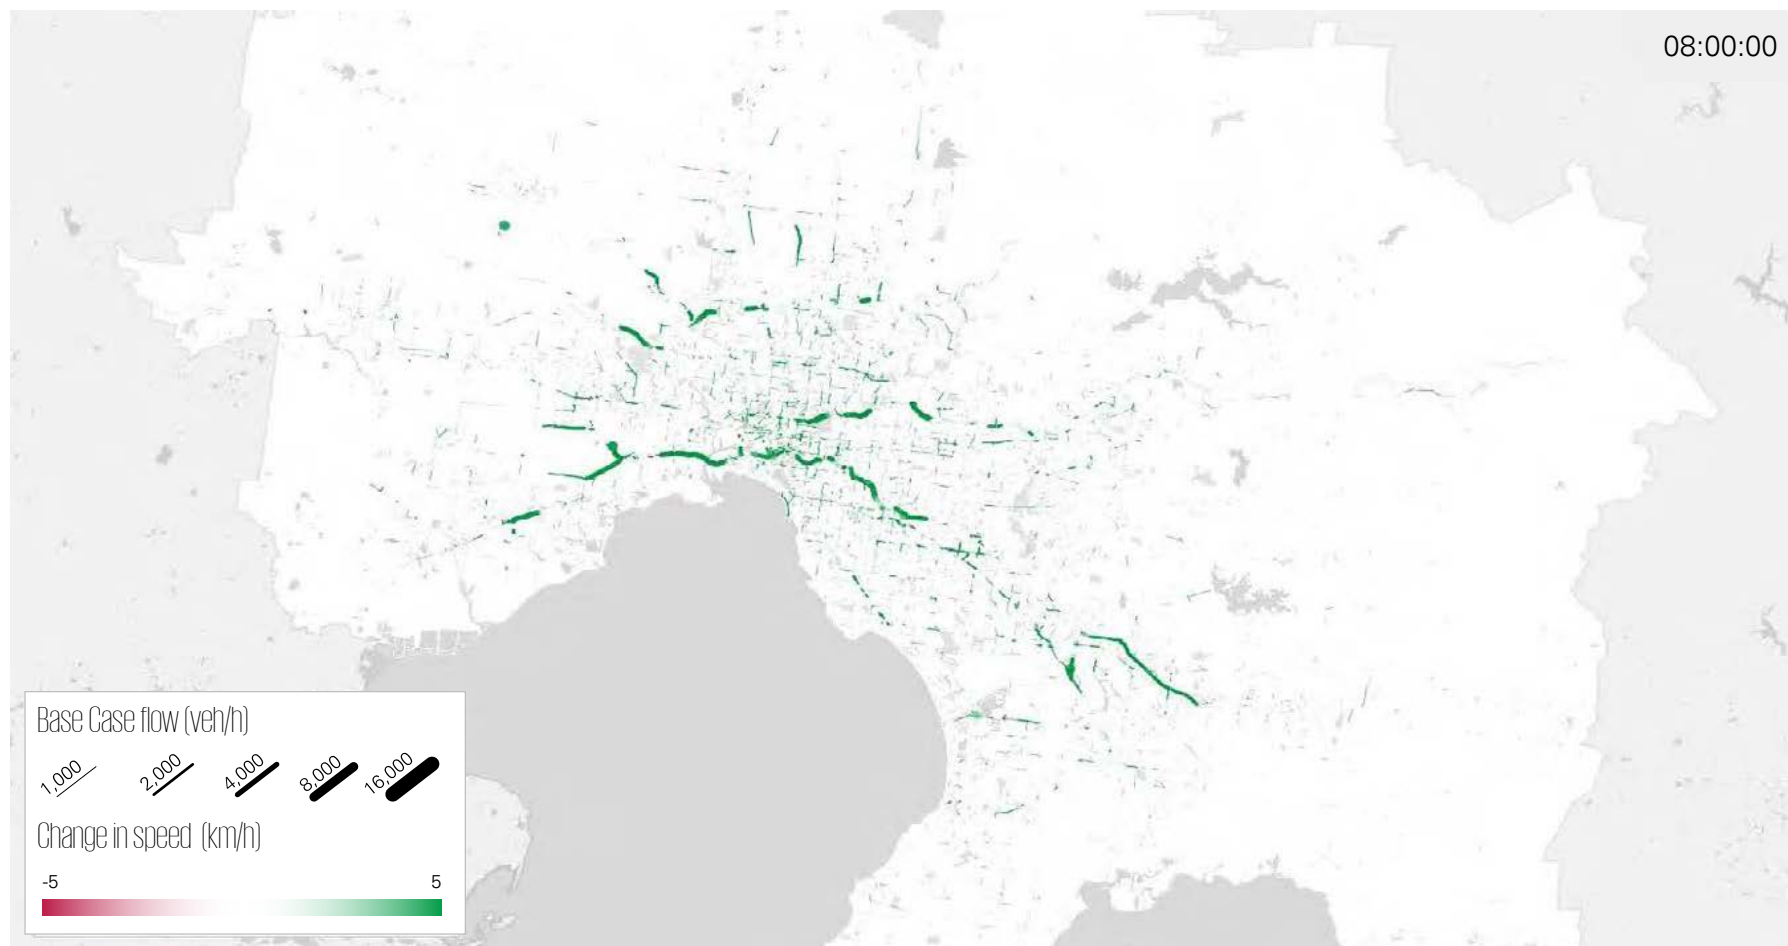 08:00:00
Base Case flow (veh/h)
1,000 2,000 4,000 8,000 16,000
Change in speed (km/h)
-5 5